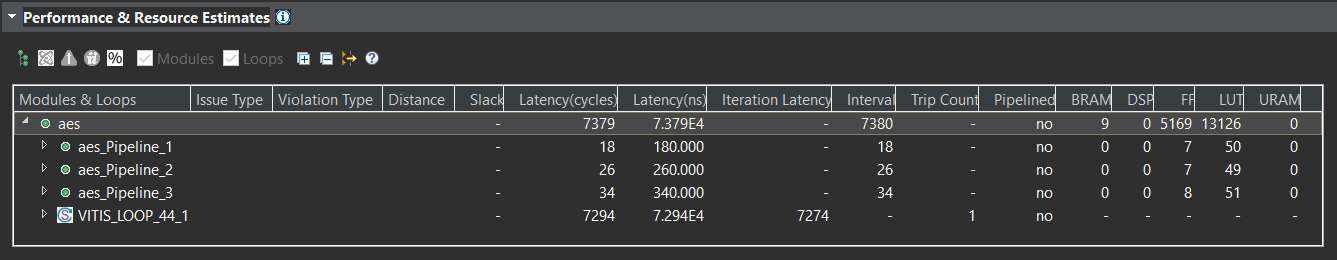 Performance & Resource Estimates
% Modules Loops
Modules & Loops Issue Type Violation Type Distance Slack Latency(cycles) Latency(ns) Iteration Latency Interval Trip Count Pipelined BRAM DSP FF LUT URAM
aes - 7379 7.379E4 - 7380 - no 9 0 5169 13126 0
aes_Pipeline_1 - 18 180.000 - 18 - no 0 0 7 50 0
aes_Pipeline_2 - 26 260.000 - 26 - no 0 0 7 49 0
aes_Pipeline_3 - 34 340.000 - 34 - no 0 0 8 51 0
VITIS_LOOP_44_1 - 7294 7.294E4 7274 - 1 no - - - - -